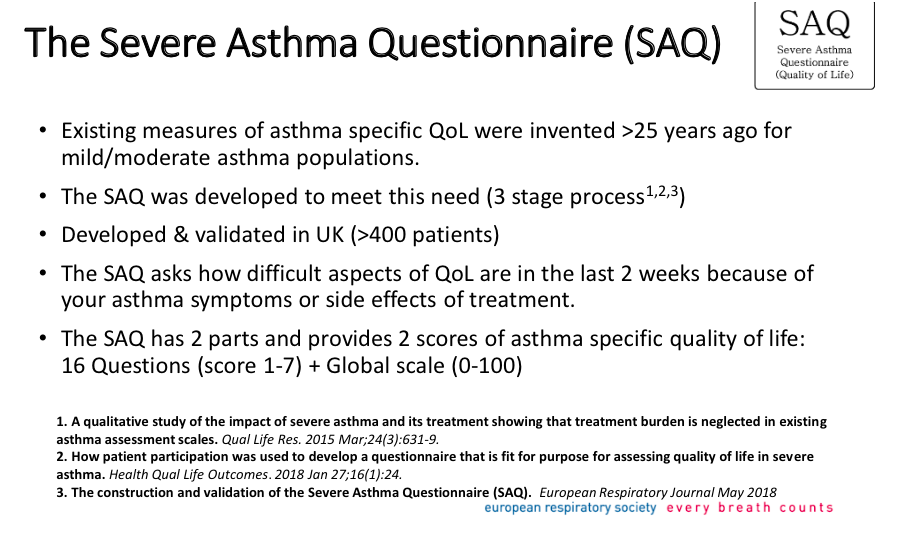 The Severe Asthma Questionnaire (SAQ)
SAQ
Severe Asthma
Questionnaire
(Quality of Life)
• Existing measures of asthma specific QoL were invented >25 years ago for
mild/moderate asthma populations.
• The SAQ was developed to meet this need (3 stage process1,2,3)
• Developed & validated in UK (>400 patients)
• The SAQ asks how difficult aspects of QoL are in the last 2 weeks because of
your asthma symptoms or side effects of treatment.
• The SAQ has 2 parts and provides 2 scores of asthma specific quality of life:
16 Questions (score 1-7) + Global scale (0-100)
1. A qualitative study of the impact of severe asthma and its treatment showing that treatment burden is neglected in existing
asthma assessment scales. Qual Life Res. 2015 Mar;24(3):631-9.
2. How patient participation was used to develop a questionnaire that is fit for purpose for assessing quality of life in severe
asthma. Health Qual Life Outcomes. 2018 Jan 27;16(1):24.
3. The construction and validation of the Severe Asthma Questionnaire (SAQ). European Respiratory Journal May 2018
european respiratory society every breath counts